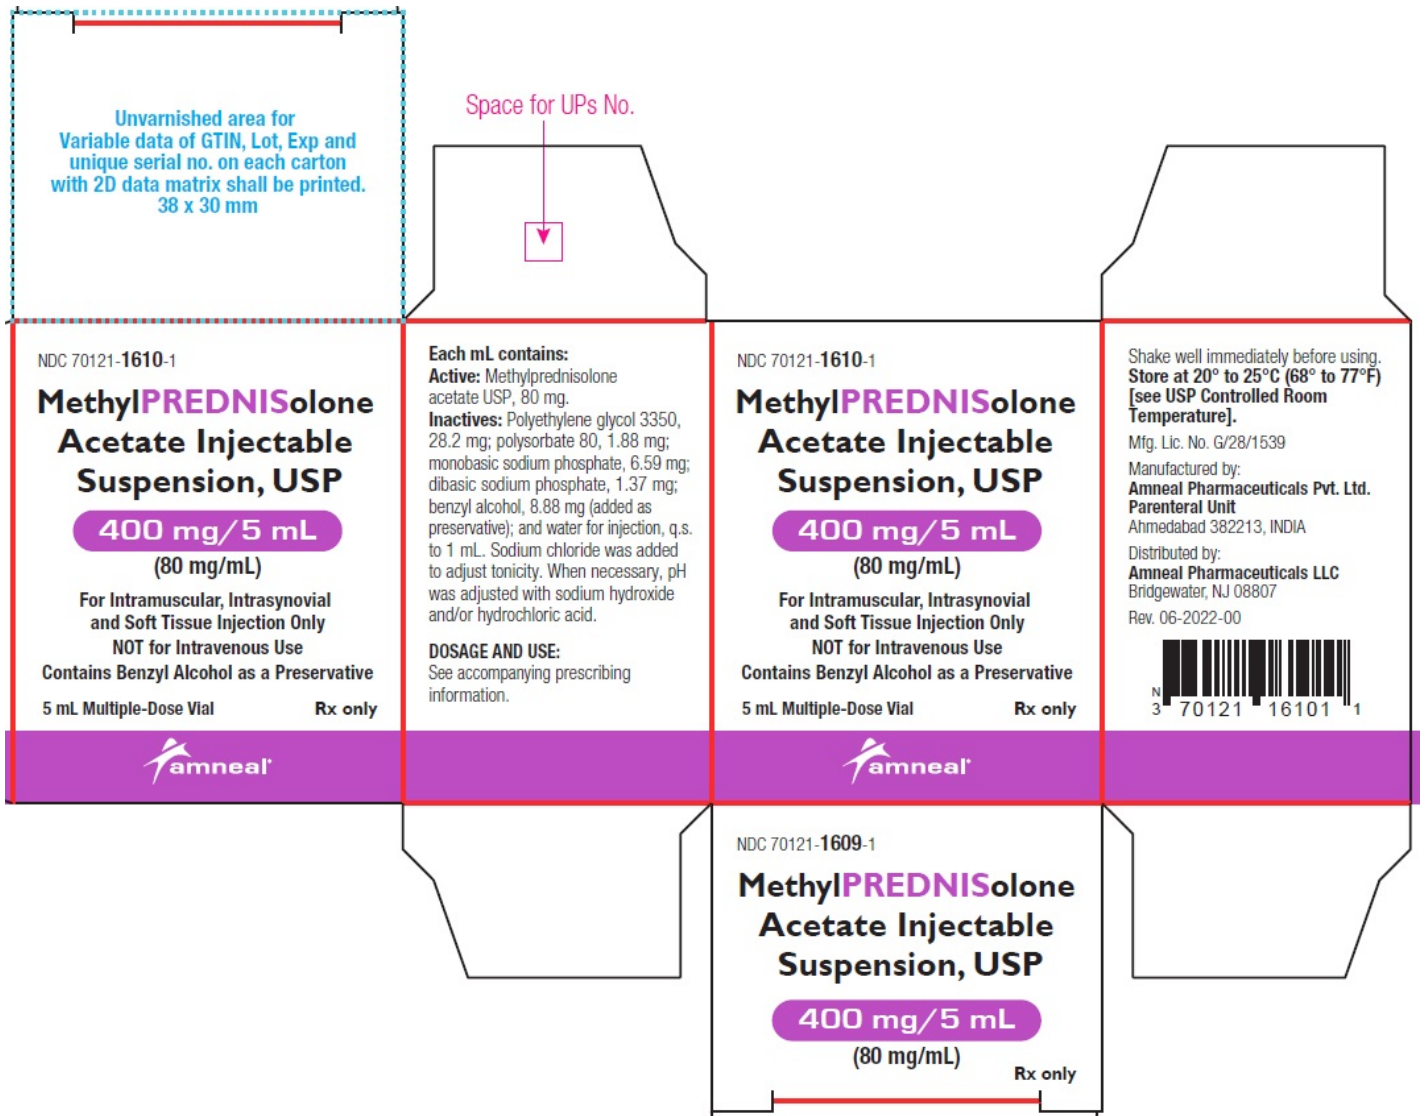 Unvarnished area for
Variable data of GTIN, Lot, Exp and
unique serial no. on each carton
with 2D data matrix shall be printed.
38 x 30 mm
Space for UPs No.
NDC 70121-1610-1
MethylPREDNISolone
Acetate Injectable
Suspension, USP
400 mg/5 mL
(80 mg/mL)
For Intramuscular, Intrasynovial
and Soft Tissue Injection Only
NOT for Intravenous Use
Contains Benzyl Alcohol as a Preservative
5 mL Multiple-Dose Vial Rx only
amneal
Each mL contains:
Active: Methylprednisolone
acetate USP, 80 mg.
Inactives: Polyethylene glycol 3350,
28.2 mg; polysorbate 80, 1.88 mg;
monobasic sodium phosphate, 6.59 mg;
dibasic sodium phosphate, 1.37 mg;
benzyl alcohol, 8.88 mg (added as
preservative); and water for injection, q.s.
to 1 mL. Sodium chloride was added
to adjust tonicity. When necessary, pH
was adjusted with sodium hydroxide
and/or hydrochloric acid.
DOSAGE AND USE:
See accompanying prescribing
information.
NDC 70121-1610-1
MethylPREDNISolone
Acetate Injectable
Suspension, USP
400 mg/5 mL
(80 mg/mL)
For Intramuscular, Intrasynovial
and Soft Tissue Injection Only
NOT for Intravenous Use
Contains Benzyl Alcohol as a Preservative
5 mL Multiple-Dose Vial Rx only
amneal
Shake well immediately before using.
Store at 20° to 25°C (68° to 77°F)
[see USP Controlled Room
Temperature].
Mfg. Lic. No. G/28/1539
Manufactured by:
Amneal Pharmaceuticals Pvt. Ltd.
Parenteral Unit
Ahmedabad 382213, INDIA
Distributed by:
Amneal Pharmaceuticals LLC
Bridgewater, NJ 08807
Rev. 06-2022-00
N
3 70121 16101 1
NDC 70121-1609-1
MethylPREDNISolone
Acetate Injectable
Suspension, USP
400 mg/5 mL
(80 mg/mL)
Rx only